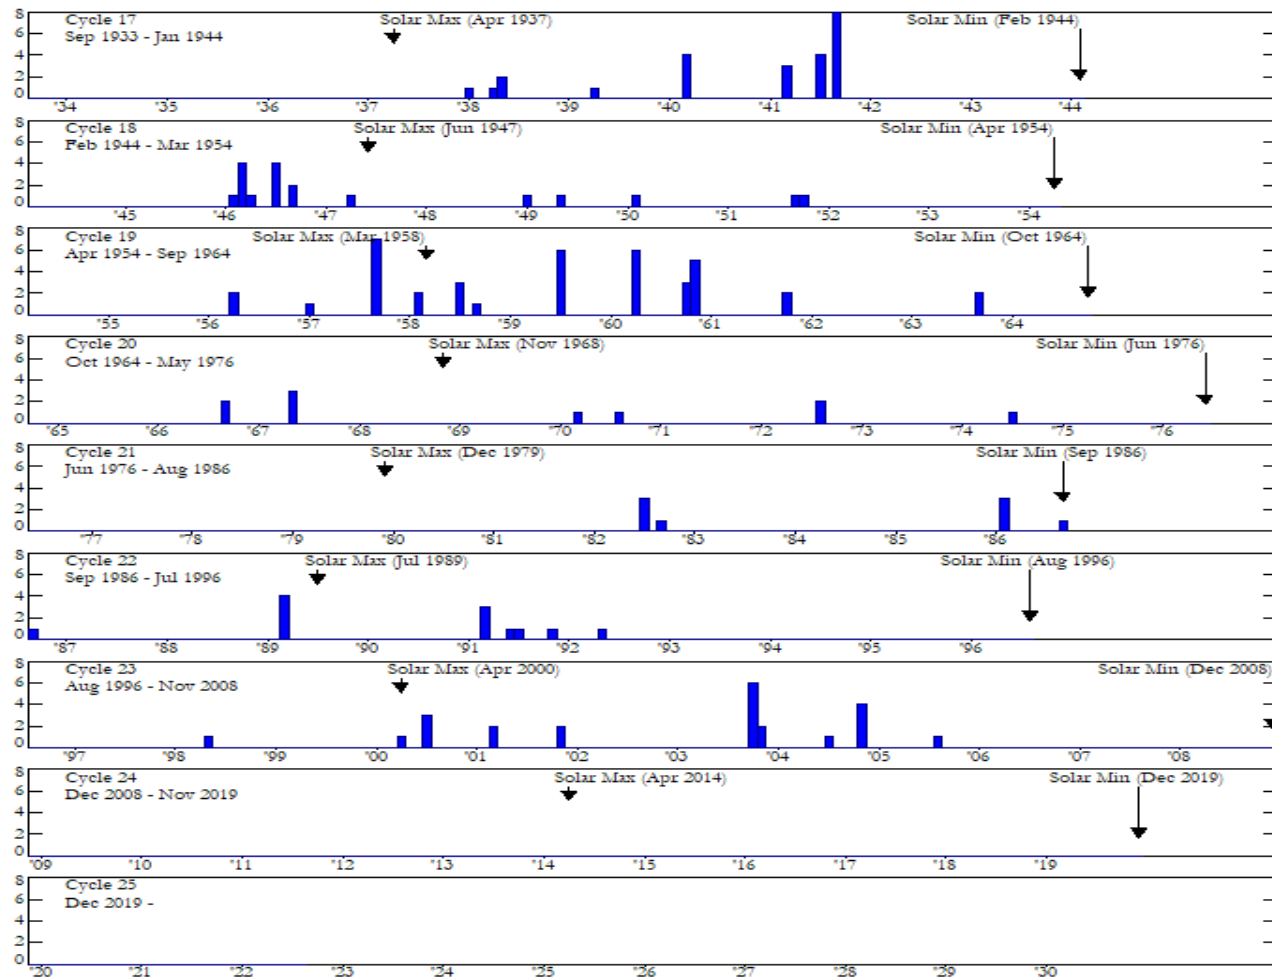 8 Cycle 17 Solar Max (Apr 1937) Solar Min (Feb 1944)
6 Sep 1933 - Jan 1944
4
2
0
"34 "35 "36 "37 "38 "39 "40 "41 "42 "43 "44
8 Cycle 18 Solar Max (Jun 1947) Solar Min (Apr 1954)
6 Feb 1944 - Mar 1954
4
2
0
"45 "46 "47 "48 "49 "50 "51 "52 "53 "54
8 Cycle 19 Solar Max (Mar 1958) Solar Min (Oct 1964)
6 Apr 1954 - Sep 1964
4
2
0
"55 "56 "57 "58 "59 "60 "61 "62 "63 "64
8 Cycle 20 Solar Max (Nov 1968) Solar Min (Jun 1976)
6 Oct 1964 - May 1976
4
2
0
"65 "66 "67 "68 "69 "70 "71 "72 "73 "74 "75 "76
8 Cycle 21 Solar Max (Dec 1979) Solar Min (Sep 1986)
6 Jun 1976 - Aug 1986
4
2
0
"77 "78 "79 "80 "81 "82 "83 "84 "85 "86
8 Cycle 22 Solar Max (Jul 1989) Solar Min (Aug 1996)
6 Sep 1986 - Jul 1996
4
2
0
"87 "88 "89 "90 "91 "92 "93 "94 "95 "96
8 Cycle 23 Solar Max (Apr 2000) Solar Min (Dec 2008)
6 Aug 1996 - Nov 2008
4
2
0
"97 "98 "99 "00 "01 "02 "03 "04 "05 "06 "07 "08
8 Cycle 24 Solar Max (Apr 2014) Solar Min (Dec 2019)
6 Dec 2008 - Nov 2019
4
2
0
"09 "10 "11 "12 "13 "14 "15 "16 "17 "18 "19
8 Cycle 25
6 Dec 2019 -
4
2
0
"20 "21 "22 "23 "24 "25 "26 "27 "28 "29 "30